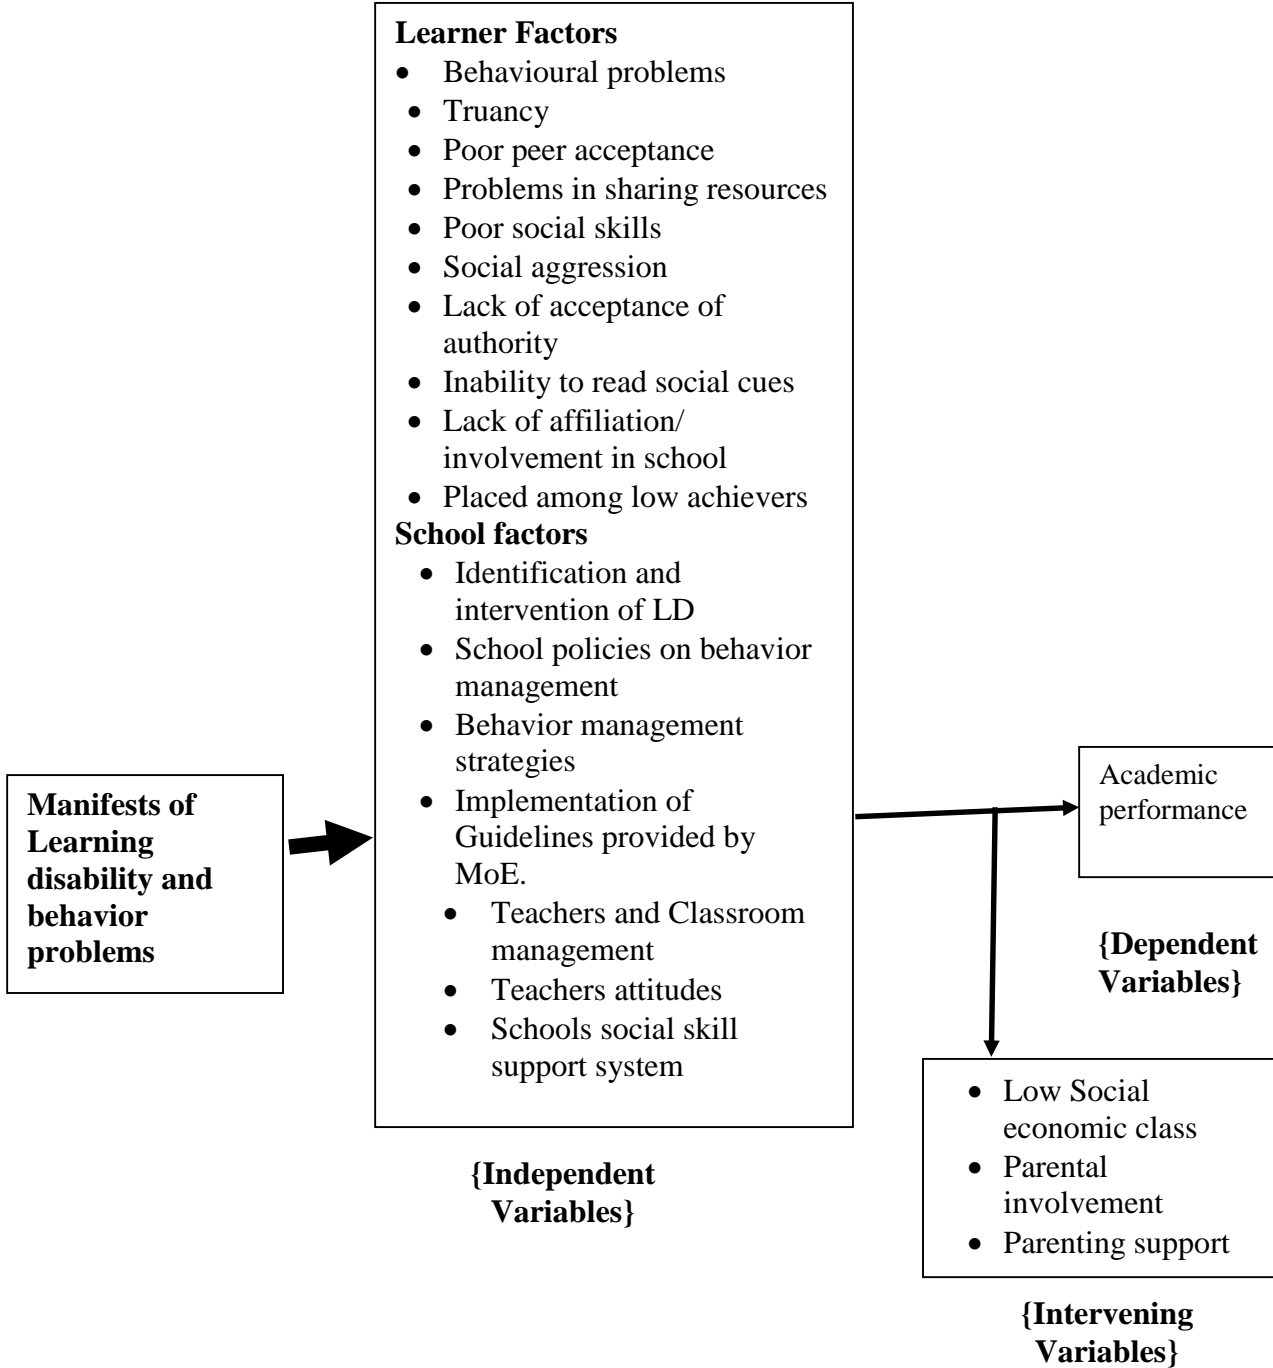 Learner Factors
• Behavioural problems
• Truancy
• Poor peer acceptance
• Problems in sharing resources
• Poor social skills
• Social aggression
• Lack of acceptance of
authority
• Inability to read social cues
• Lack of affiliation/
involvement in school
• Placed among low achievers
School factors
• Identification and
intervention of LD
• School policies on behavior
management
• Behavior management
strategies
• Implementation of
Guidelines provided by
MoE.
• Teachers and Classroom
management
• Teachers attitudes
• Schools social skill
support system
{Independent
Variables}
Manifests of
Learning
disability and
behavior
problems
Academic
performance
{Dependent
Variables}
• Low Social
economic class
• Parental
involvement
• Parenting support
{Intervening
Variables}